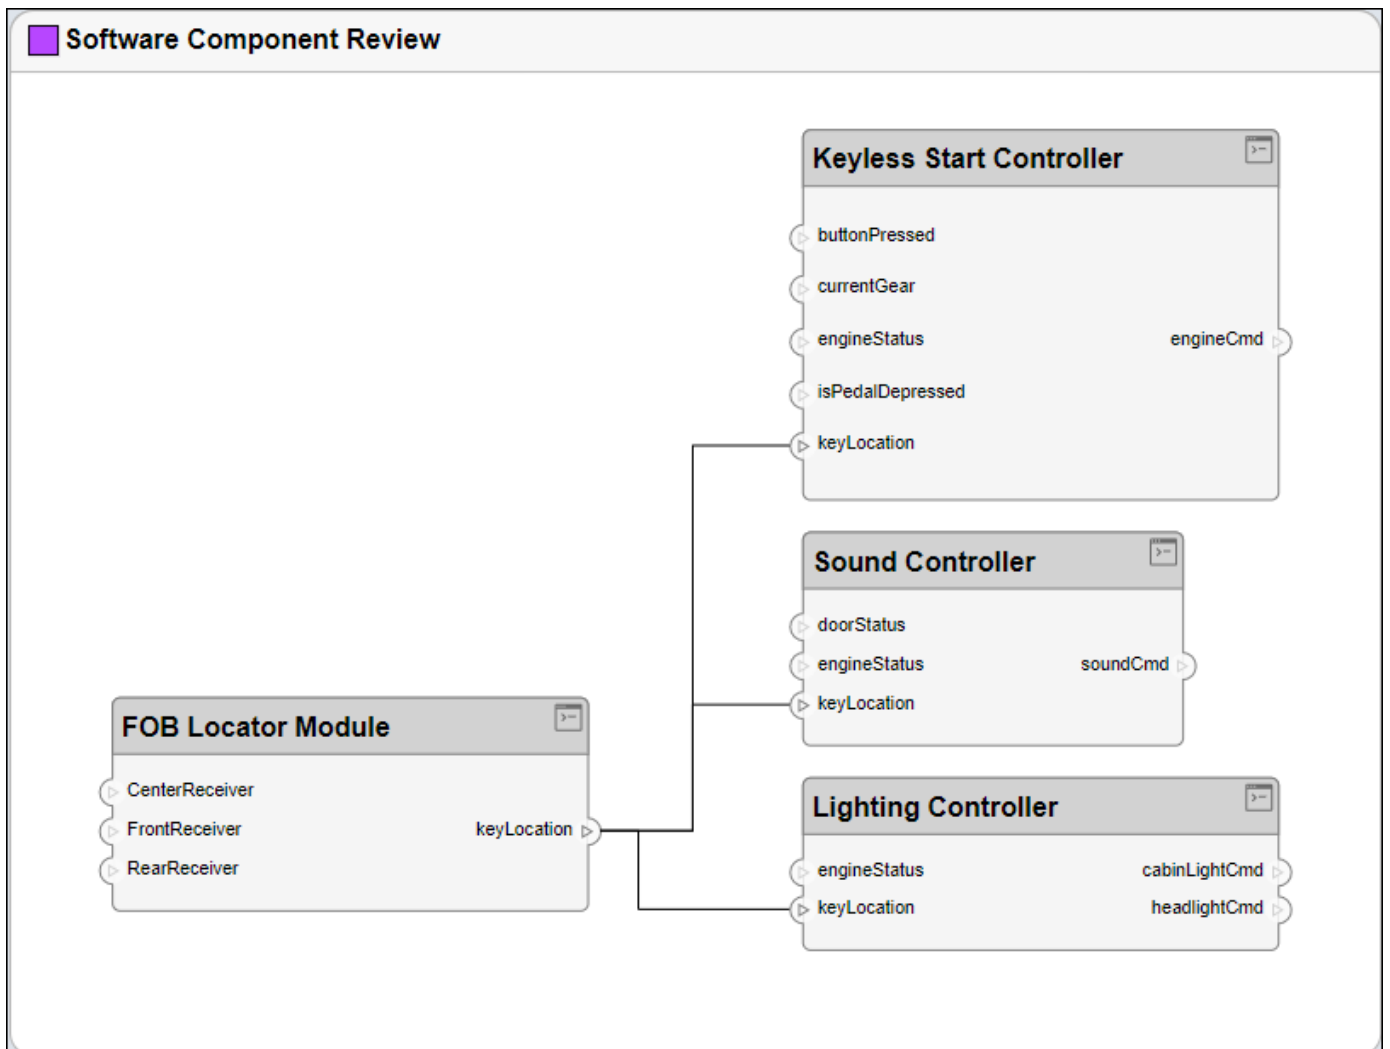 Software Component Review
Keyless Start Controller
buttonPressed
currentGear
engineStatus
engineCmd
isPedalDepressed
keyLocation
Sound Controller
doorStatus
engineStatus
soundCmd
keyLocation
FOB Locator Module
CenterReceiver
FrontReceiver
keyLocation
RearReceiver
Lighting Controller
engineStatus
cabinLightCmd
keyLocation
headlightCmd